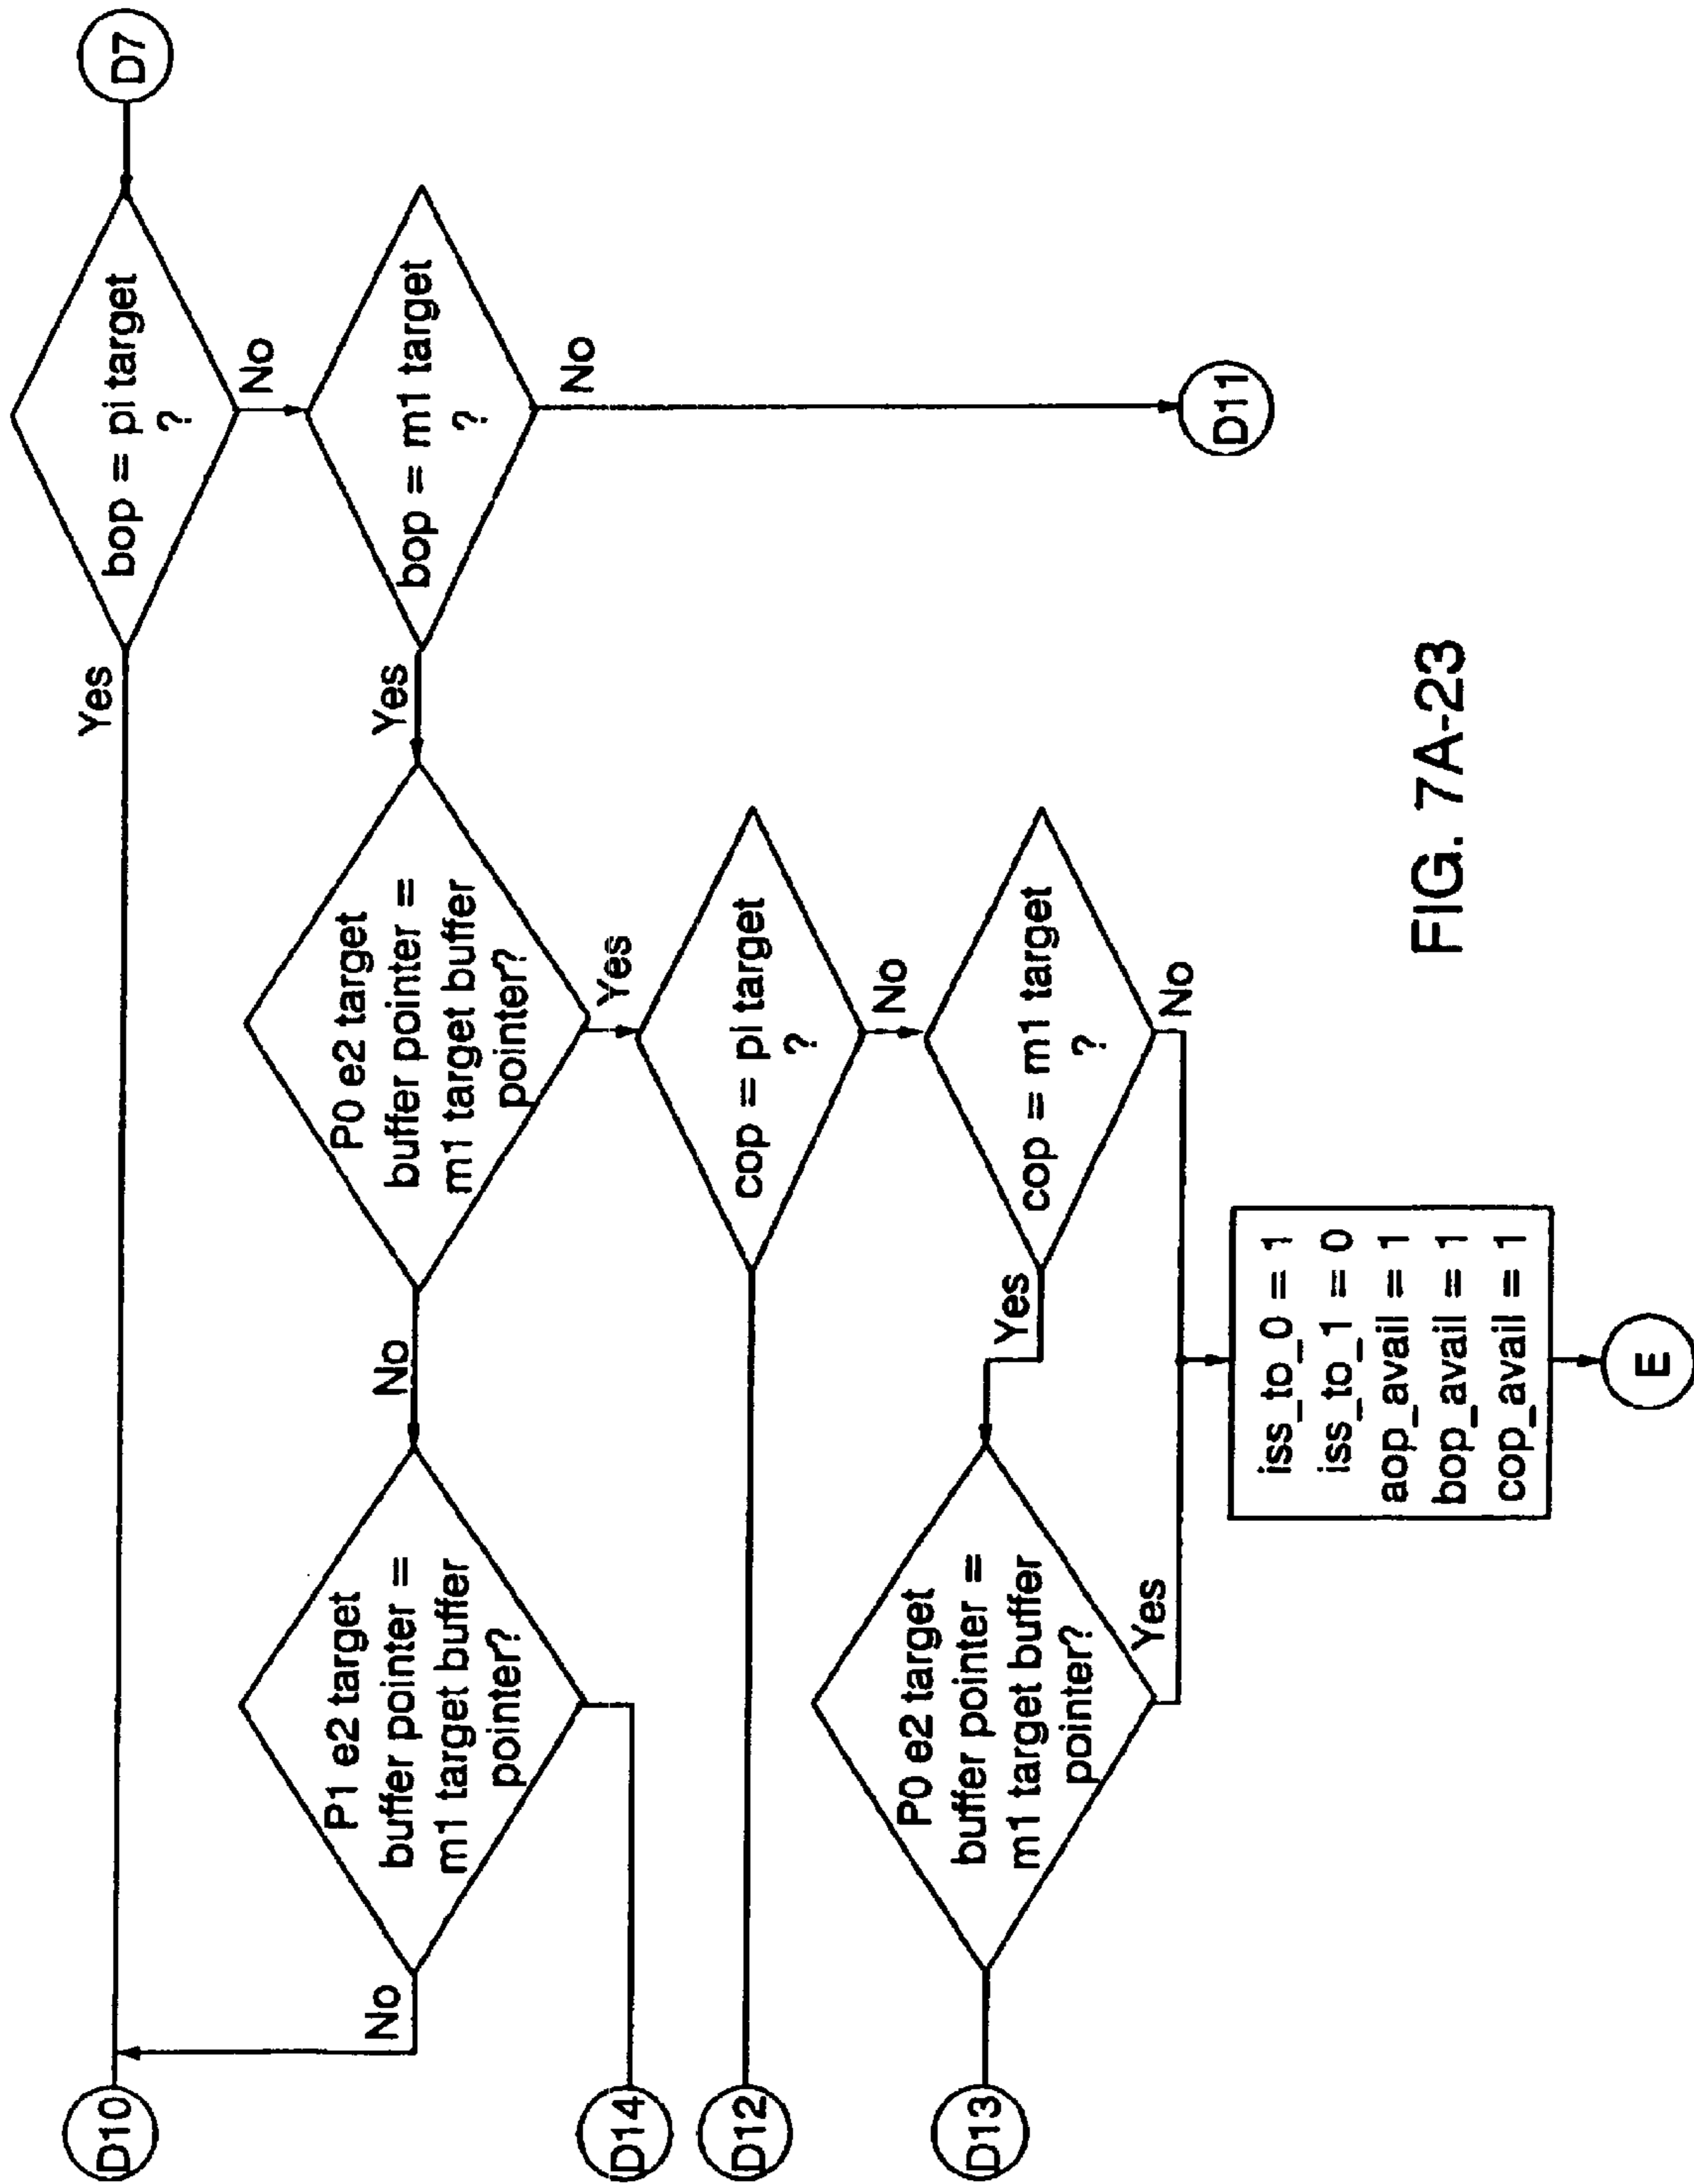 D7
bop = pi target
?
Yes
No
bop = m1 target
?
Yes
No
D11
P0 e2 target
buffer pointer =
m1 target buffer
pointer?
No
Yes
P1 e2 target
buffer pointer =
m1 target buffer
pointer?
No
D10
D14
cop = pi target
?
No
D12
cop = m1 target
?
Yes
No
P0 e2 target
buffer pointer =
m1 target buffer
pointer?
Yes
D13
iss_to_0 = 1
iss_to_1 = 0
aop_avail = 1
bop_avail = 1
cop_avail = 1
E
FIG. 7A-23